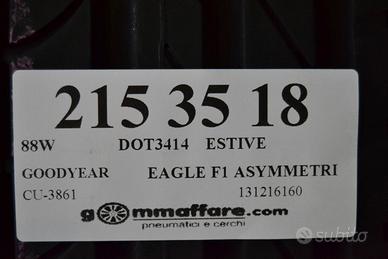 215 35 18
88W DOT3414 ESTIVE
GOODYEAR EAGLE F1 ASYMMETRI
CU-3861 131216160
gommaffare.com
pneumatici e cerchi
subito